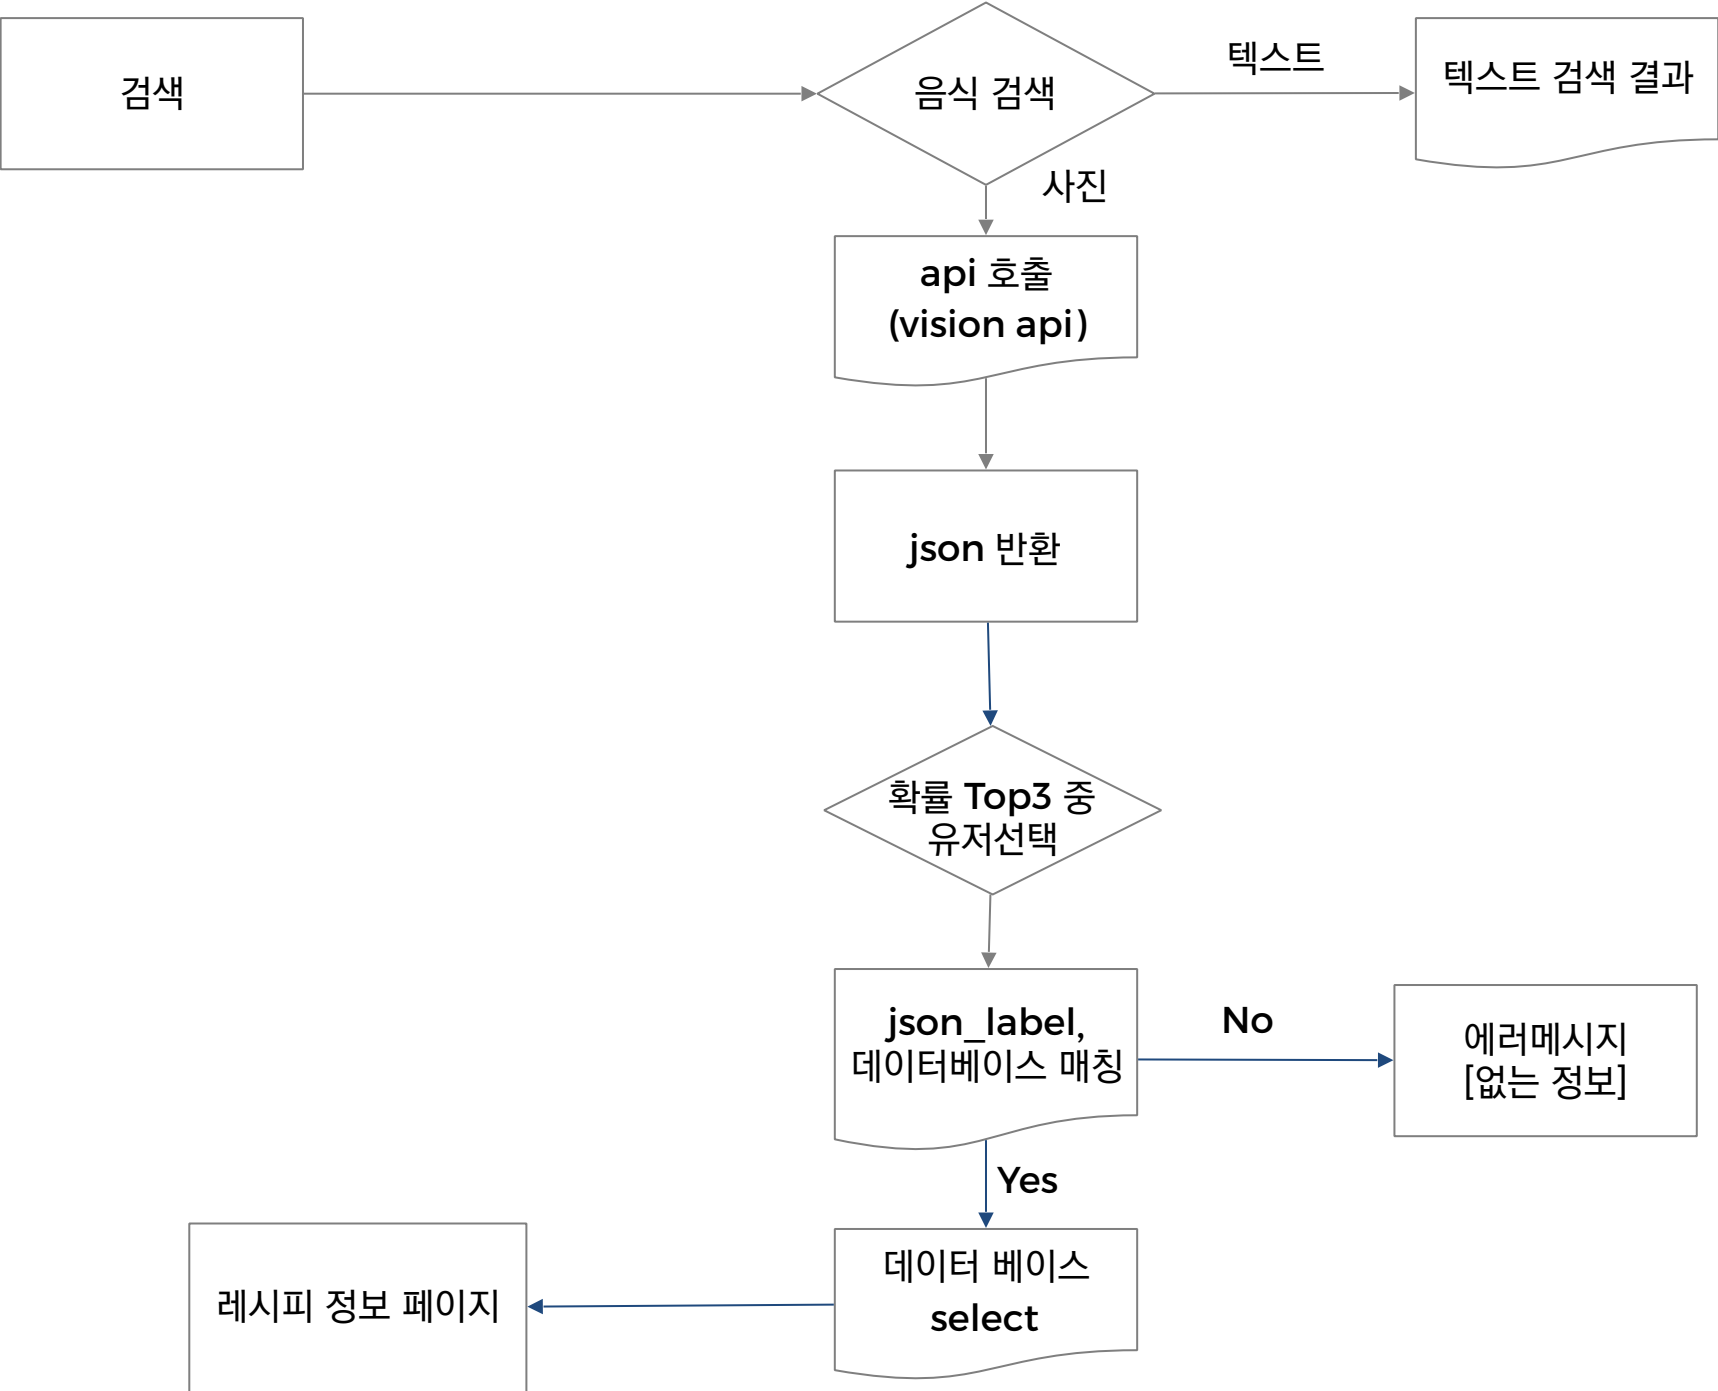 검색
음식 검색
텍스트
텍스트 검색 결과
사진
api 호출
(vision api)
json 반환
확률 Top3 중
유저선택
json_label,
데이터베이스 매칭
No
에러메시지
[없는 정보]
Yes
데이터 베이스
select
레시피 정보 페이지